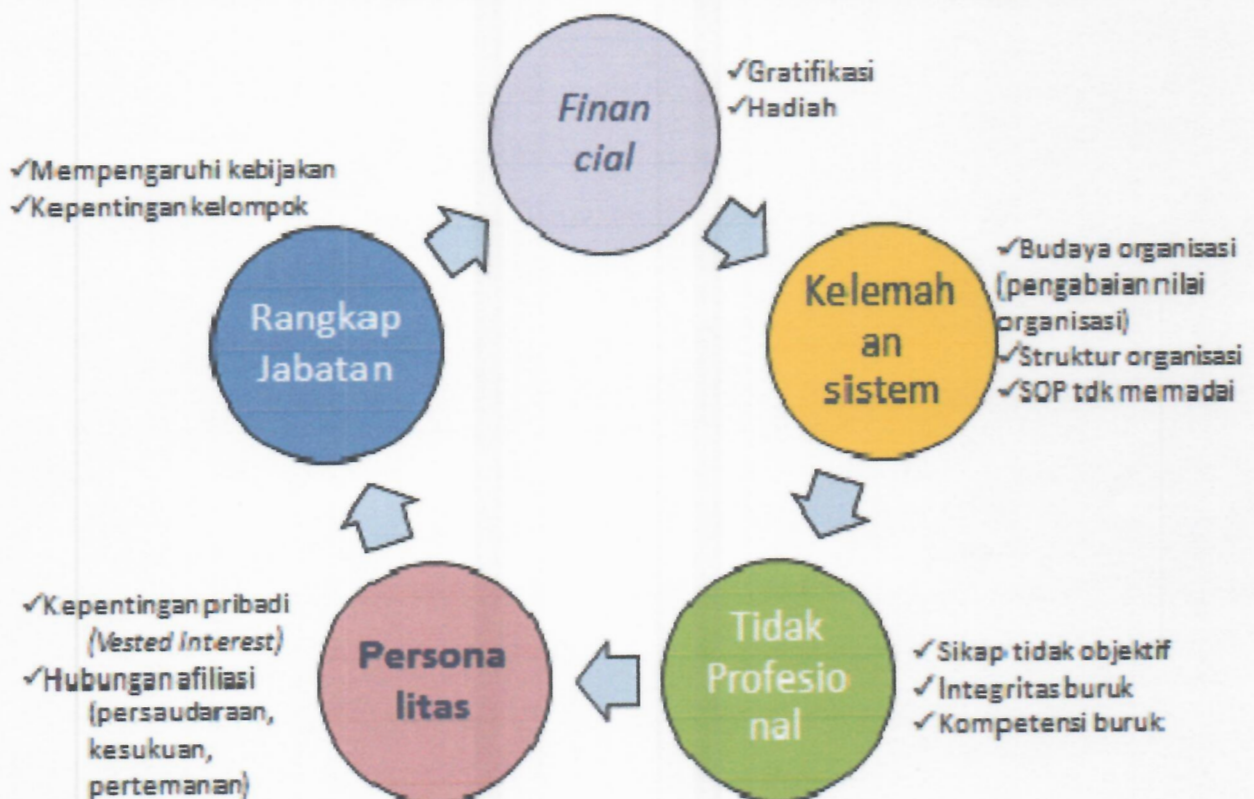 Finan
cial
✓Gratifikasi
✓Hadiah
Kelemah
an
sistem
✓Budaya organisasi
(pengabaian nilai
organisasi)
✓Struktur organisasi
✓SOP tdk memadai
Tidak
Profesio
nal
✓Sikap tidak objektif
✓Integritas buruk
✓Kompetensi buruk
Persona
litas
✓Kepentingan pribadi
(Vested Interest)
✓Hubungan afiliasi
(persaudaraan,
kesukuan,
pertemanan)
Rangkap
Jabatan
✓Mempengaruhi kebijakan
✓Kepentingan kelompok